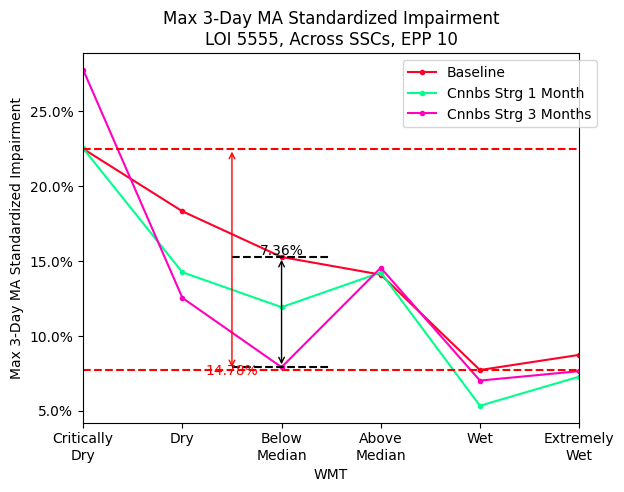 Max 3-Day MA Standardized Impairment
LOI 5555, Across SSCs, EPP 10
Max 3-Day MA Standardized Impairment
25.0%
20.0%
15.0%
10.0%
5.0%
Baseline
Cnnbs Strg 1 Month
Cnnbs Strg 3 Months
7.36%
14.78%
Critically
Dry
Dry
Below
Median
Above
Median
Wet
Extremely
Wet
WMT